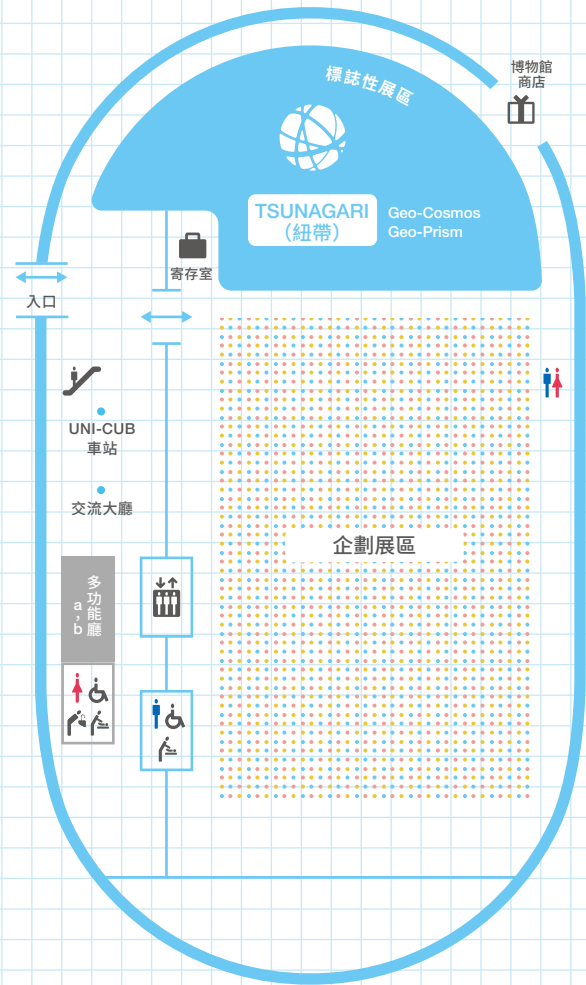 標誌性展區
博物館
商店
TSUNAGARI
（紐帶）
Geo-Cosmos
Geo-Prism
寄存室
入口
UNI-CUB
車站
交流大廳
企劃展區
多功能廳
a，b